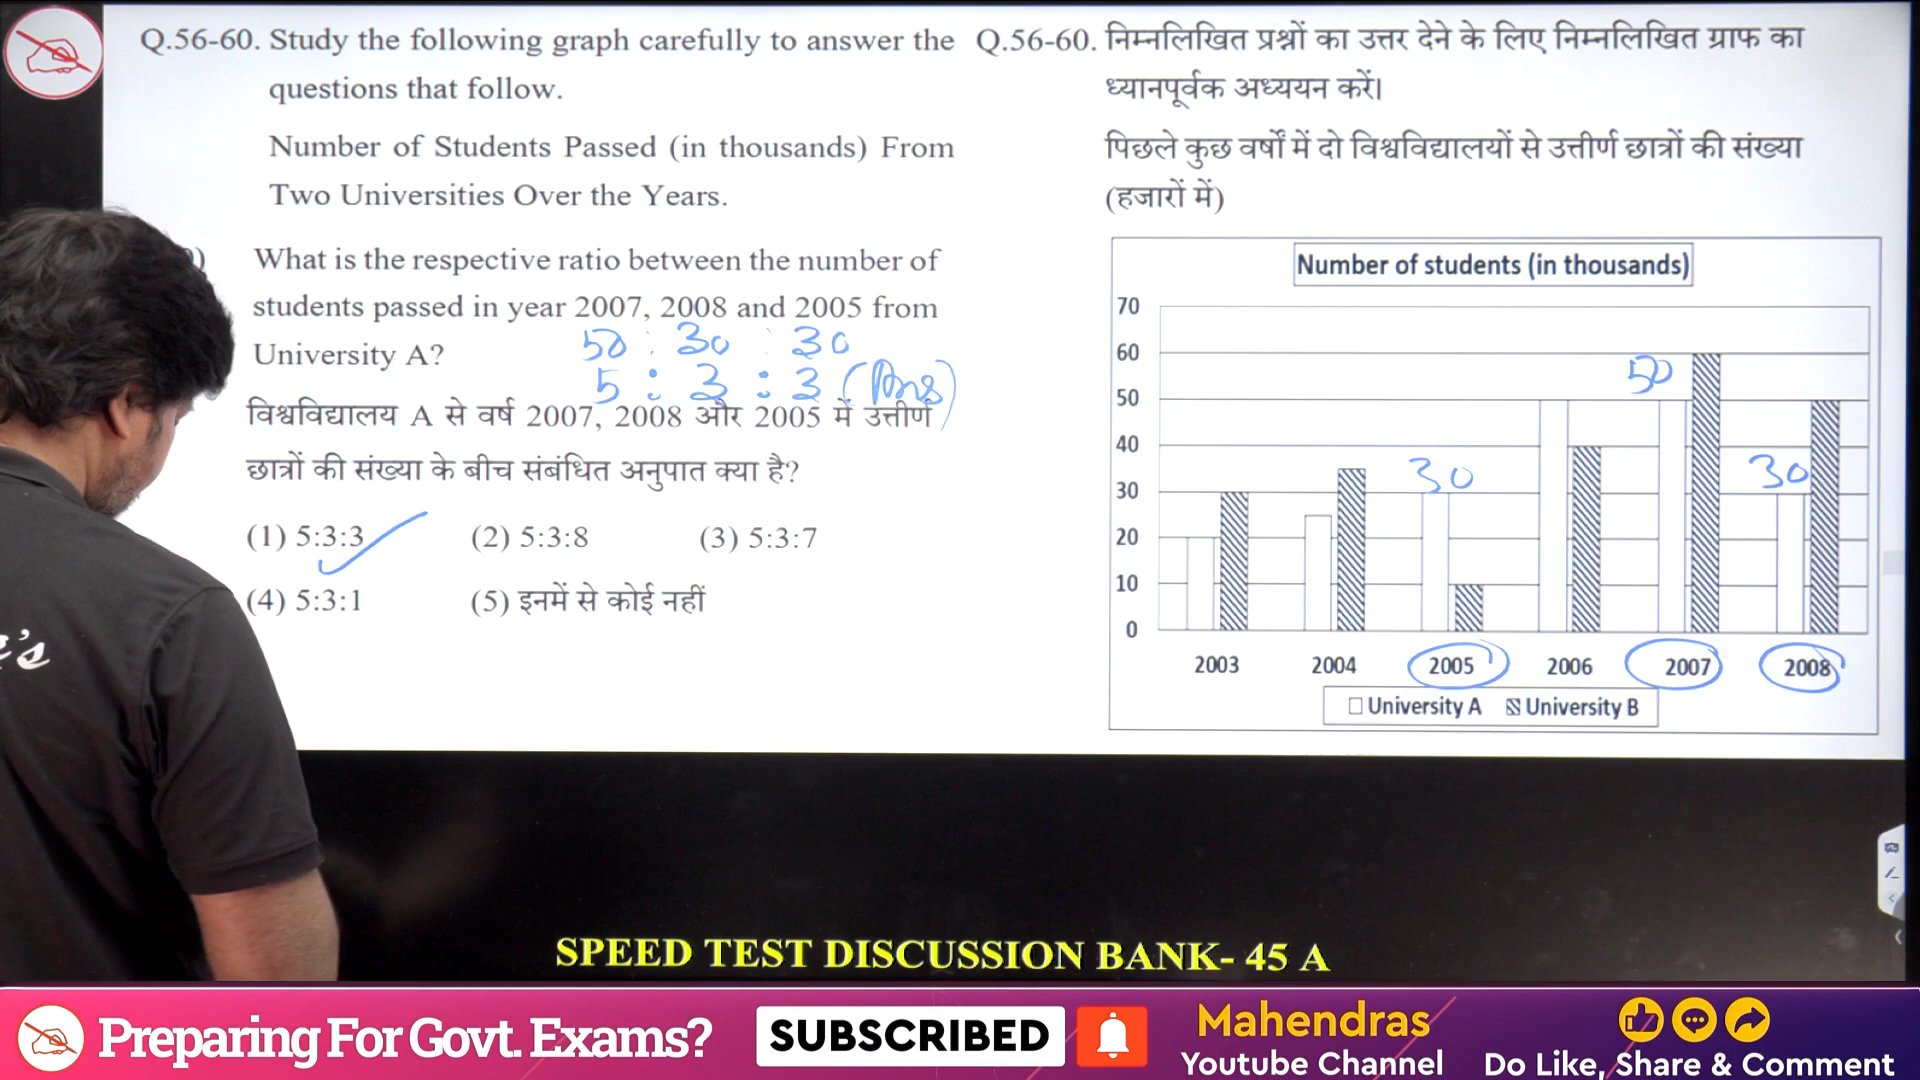 Q.56-60. Study the following graph carefully to answer the
questions that follow.
Number of Students Passed (in thousands) From
Two Universities Over the Years.
What is the respective ratio between the number of
students passed in year 2007, 2008 and 2005 from
University A?
50 : 30 : 30
5 : 3 : 3 (Ans)
विश्वविद्यालय A से वर्ष 2007, 2008 और 2005 में उत्तीर्ण
छात्रों की संख्या के बीच संबंधित अनुपात क्या है?
(1) 5:3:3 (2) 5:3:8 (3) 5:3:7
(4) 5:3:1 (5) इनमें से कोई नहीं
Q.56-60. निम्नलिखित प्रश्नों का उत्तर देने के लिए निम्नलिखित ग्राफ का
ध्यानपूर्वक अध्ययन करें।
पिछले कुछ वर्षों में दो विश्वविद्यालयों से उत्तीर्ण छात्रों की संख्या
(हजारों में)
Number of students (in thousands)
70
60
50
50
40
30
30
30
20
10
0
2003 2004 2005 2006 2007 2008
University A University B
SPEED TEST DISCUSSION BANK- 45 A
Preparing For Govt. Exams?
SUBSCRIBED
Mahendras
Youtube Channel
Do Like, Share & Comment